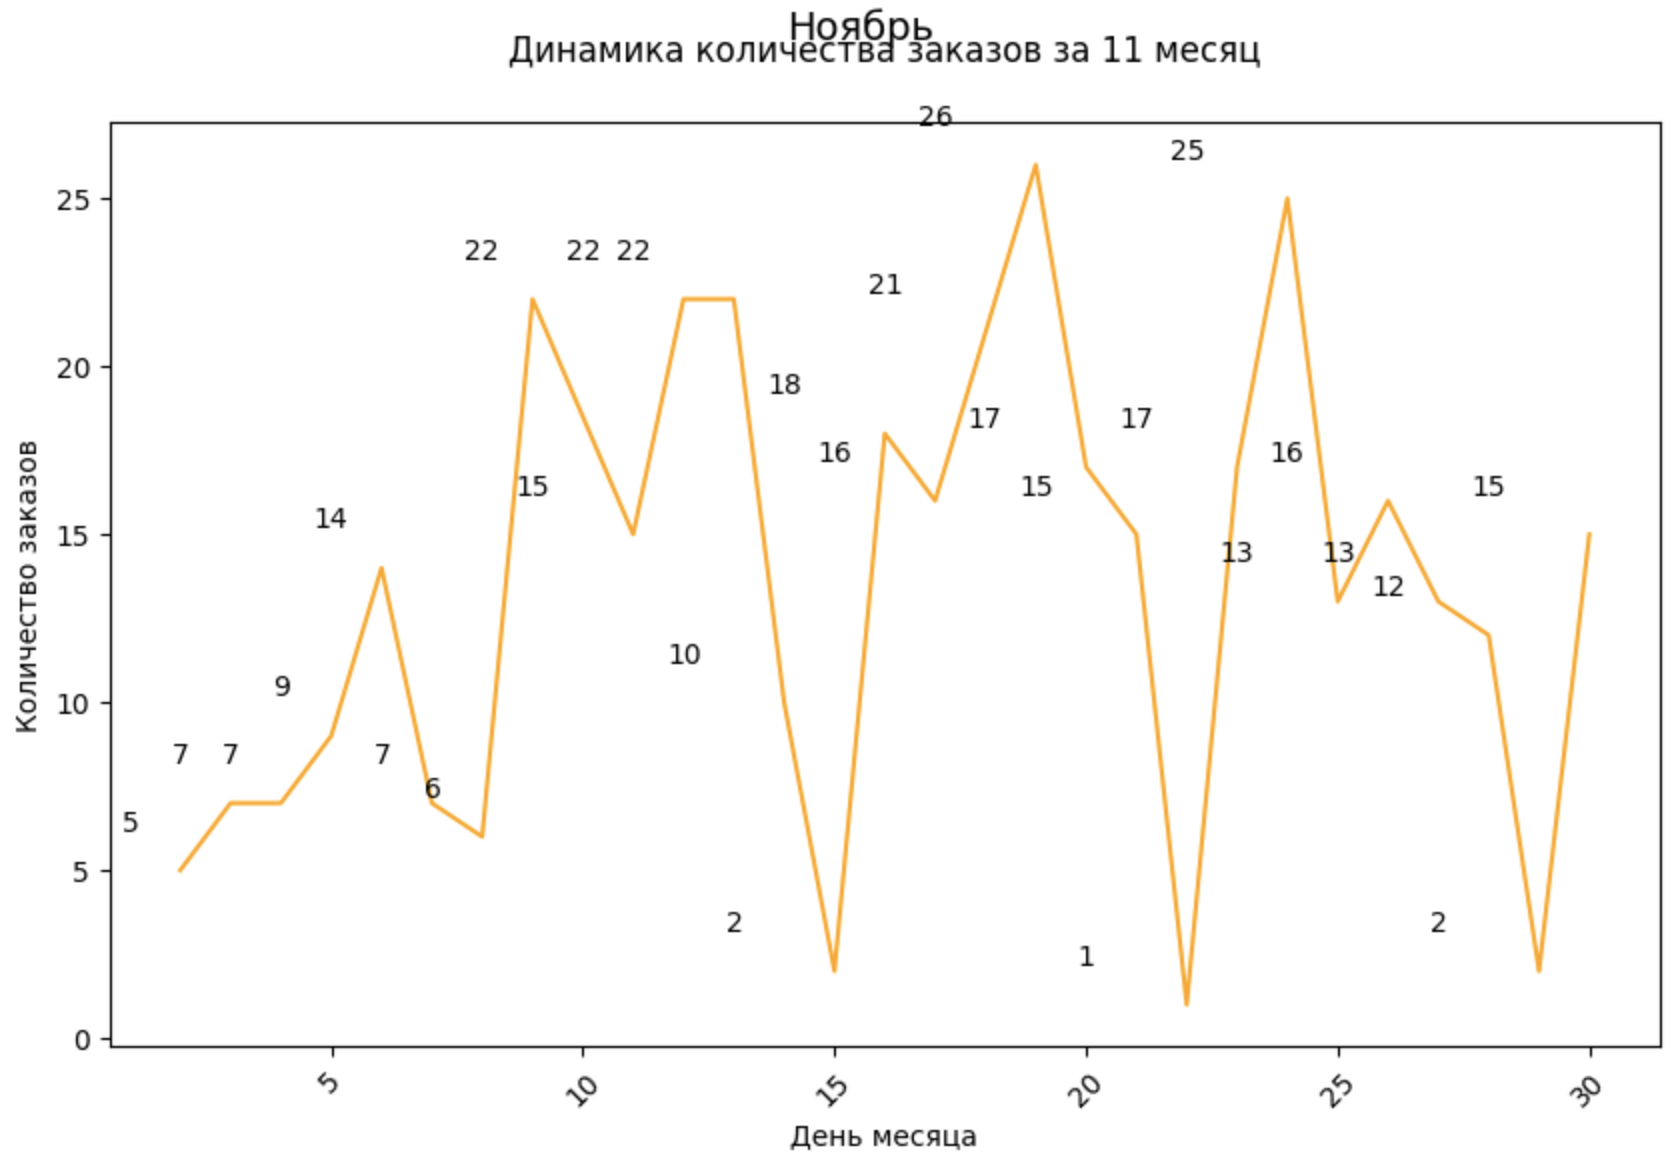 Ноябрь
Динамика количества заказов за 11 месяц
26
25
25
22 22 22
21
20
18
17 17
16 16
15 15 15
14
15
13 13
12
10
9
10
7 7 7
6
5
5
2 2
1
0
5 10 15 20 25 30
Количество заказов
День месяца